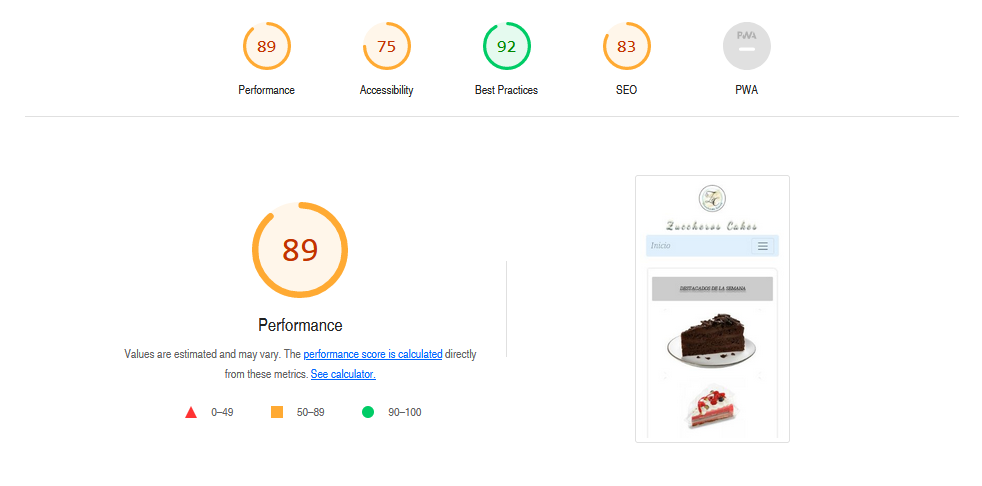 89
75
92
83
PWA
Performance
Accessibility
Best Practices
SEO
PWA
89
Performance
Values are estimated and may vary. The performance score is calculated directly
from these metrics. See calculator.
0–49
50–89
90–100
Zuccheros Cakes
Inicio
DESTACADOS DE LA SEMANA